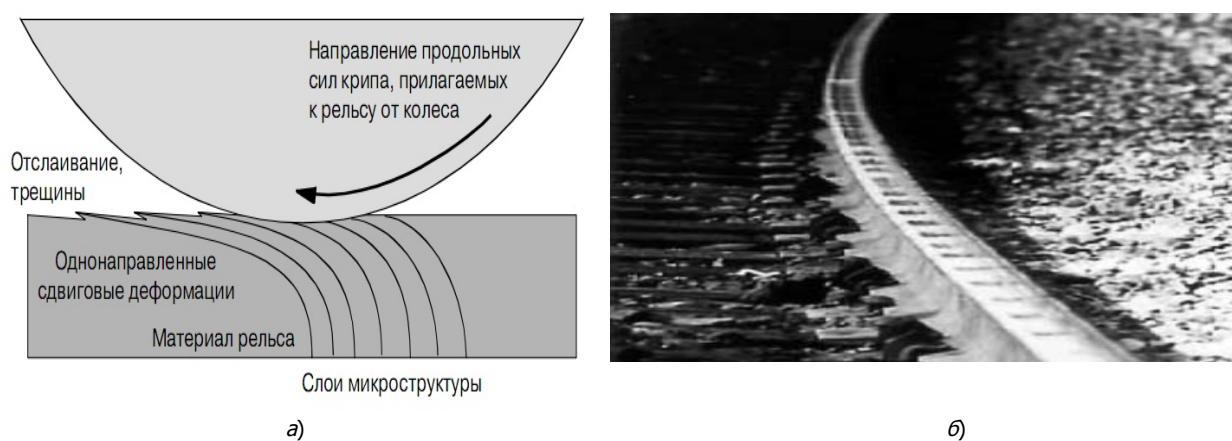 Направление продольных
сил крипа, прилагаемых
к рельсу от колеса
Отслаивание,
трещины
Однонаправленные
сдвиговые деформации
Материал рельса
Слои микроструктуры
а)
б)